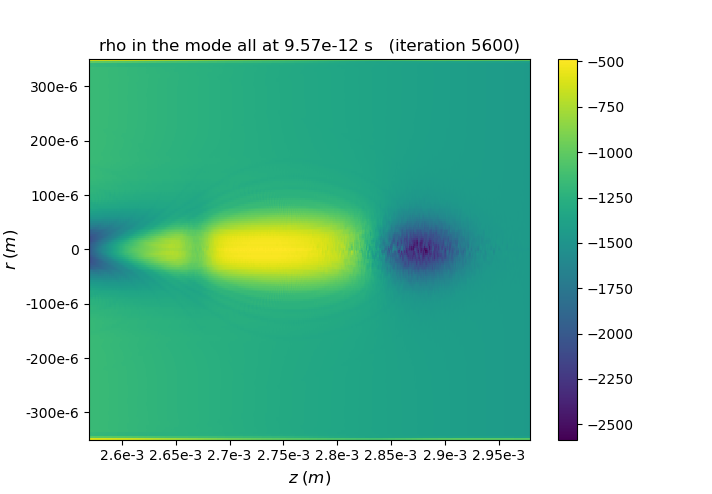 rho in the mode all at 9.57e-12 s   (iteration 5600)
300e-6
200e-6
100e-6
0
-100e-6
-200e-6
-300e-6
r (m)
2.6e-3 2.65e-3 2.7e-3 2.75e-3 2.8e-3 2.85e-3 2.9e-3 2.95e-3
z (m)
−500
−750
−1000
−1250
−1500
−1750
−2000
−2250
−2500